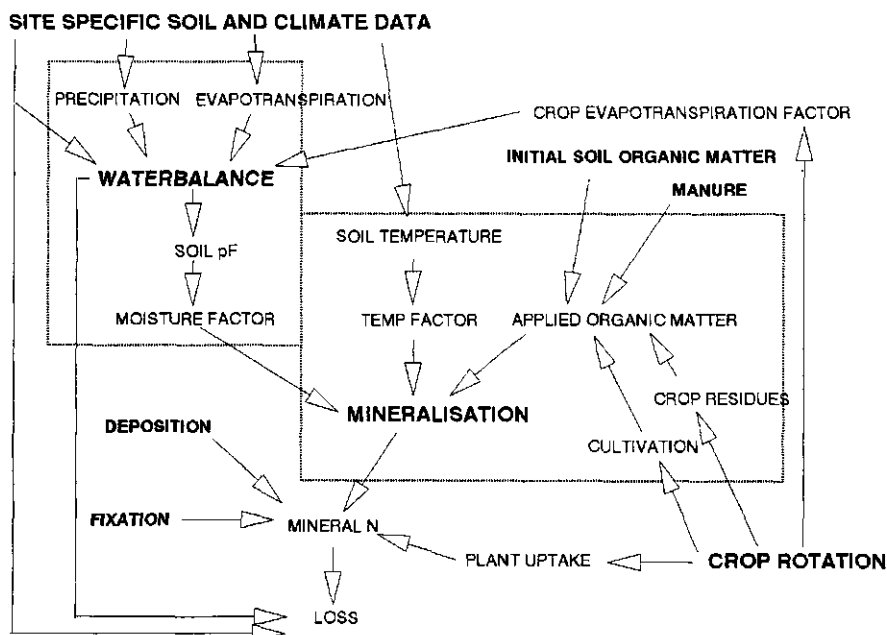 SITE SPECIFIC SOIL AND CLIMATE DATA
PRECIPITATION
EVAPOTRANSPIRATION
CROP EVAPOTRANSPIRATION FACTOR
INITIAL SOIL ORGANIC MATTER
WATERBALANCE
MANURE
SOIL TEMPERATURE
SOIL pF
MOISTURE FACTOR
TEMP FACTOR
APPLIED ORGANIC MATTER
CROP RESIDUES
MINERALISATION
DEPOSITION
CULTIVATION
FIXATION
MINERAL N
PLANT UPTAKE
CROP ROTATION
LOSS